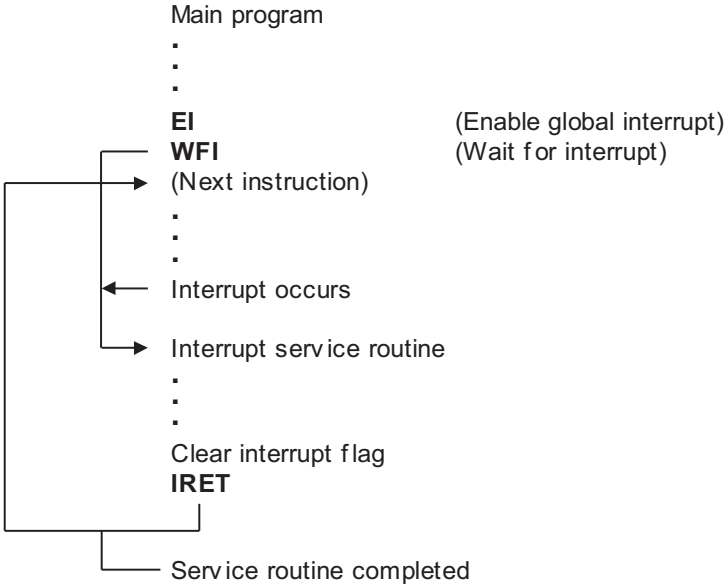 Main program
.
.
.
EI (Enable global interrupt)
WFI (Wait for interrupt)
(Next instruction)
.
.
.
Interrupt occurs
Interrupt service routine
.
.
.
Clear interrupt flag
IRET
Service routine completed